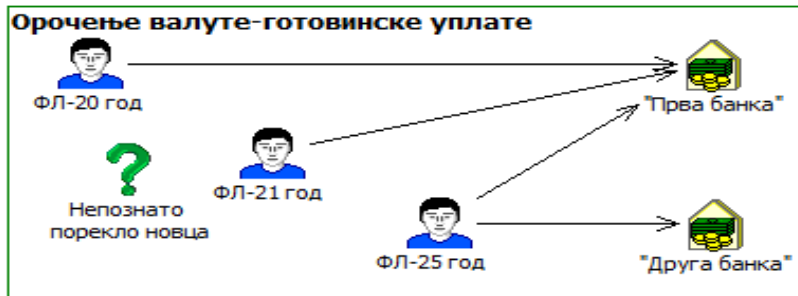 Орочење валуте-готовинске уплате
ФЛ-20 год
"Прва банка"
ФЛ-21 год
Непознато
порекло новца
ФЛ-25 год
"Друга банка"